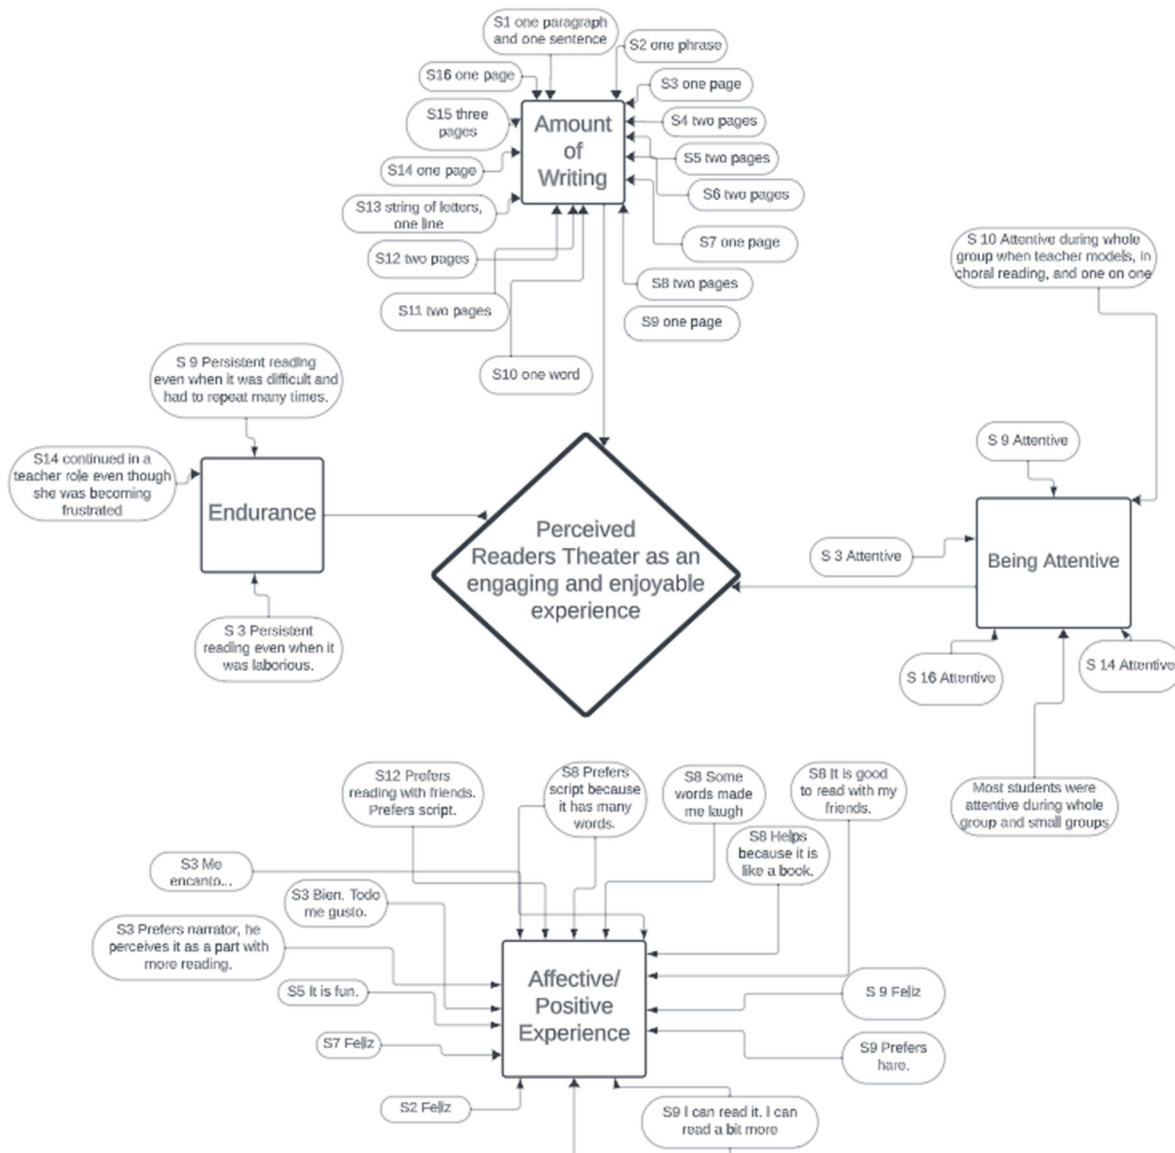 S1 one paragraph
and one sentence
S2 one phrase
S16 one page
S3 one page
S15 three
pages
Amount
of
Writing
S4 two pages
S14 one page
S5 two pages
S6 two pages
S13 string of letters,
one line
S7 one page
S12 two pages
S8 two pages
S11 two pages
S9 one page
S10 one word
S 10 Attentive during whole
group when teacher models, in
choral reading, and one on one
S 9 Persistent reading
even when it was difficult and
had to repeat many times.
S14 continued in a
teacher role even though
she was becoming
frustrated
Endurance
S 3 Persistent
reading even when it
was laborious.
Perceived
Readers Theater as an
engaging and enjoyable
experience
S 9 Attentive
S 3 Attentive
Being Attentive
S 16 Attentive
S 14 Attentive
Most students were
attentive during whole
group and small groups
S12 Prefers
reading with friends.
Prefers script.
S8 Prefers
script because
it has many
words.
S8 Some
words made
me laugh
S8 It is good
to read with my
friends.
S8 Helps
because it is
like a book.
S3 Me
encanto...
S3 Bien. Todo
me gusto.
S3 Prefers narrator, he
perceives it as a part with
more reading.
S5 It is fun.
S7 Feliz
S2 Feliz
Affective/
Positive
Experience
S 9 Feliz
S9 Prefers
hare.
S9 I can read it. I can
read a bit more